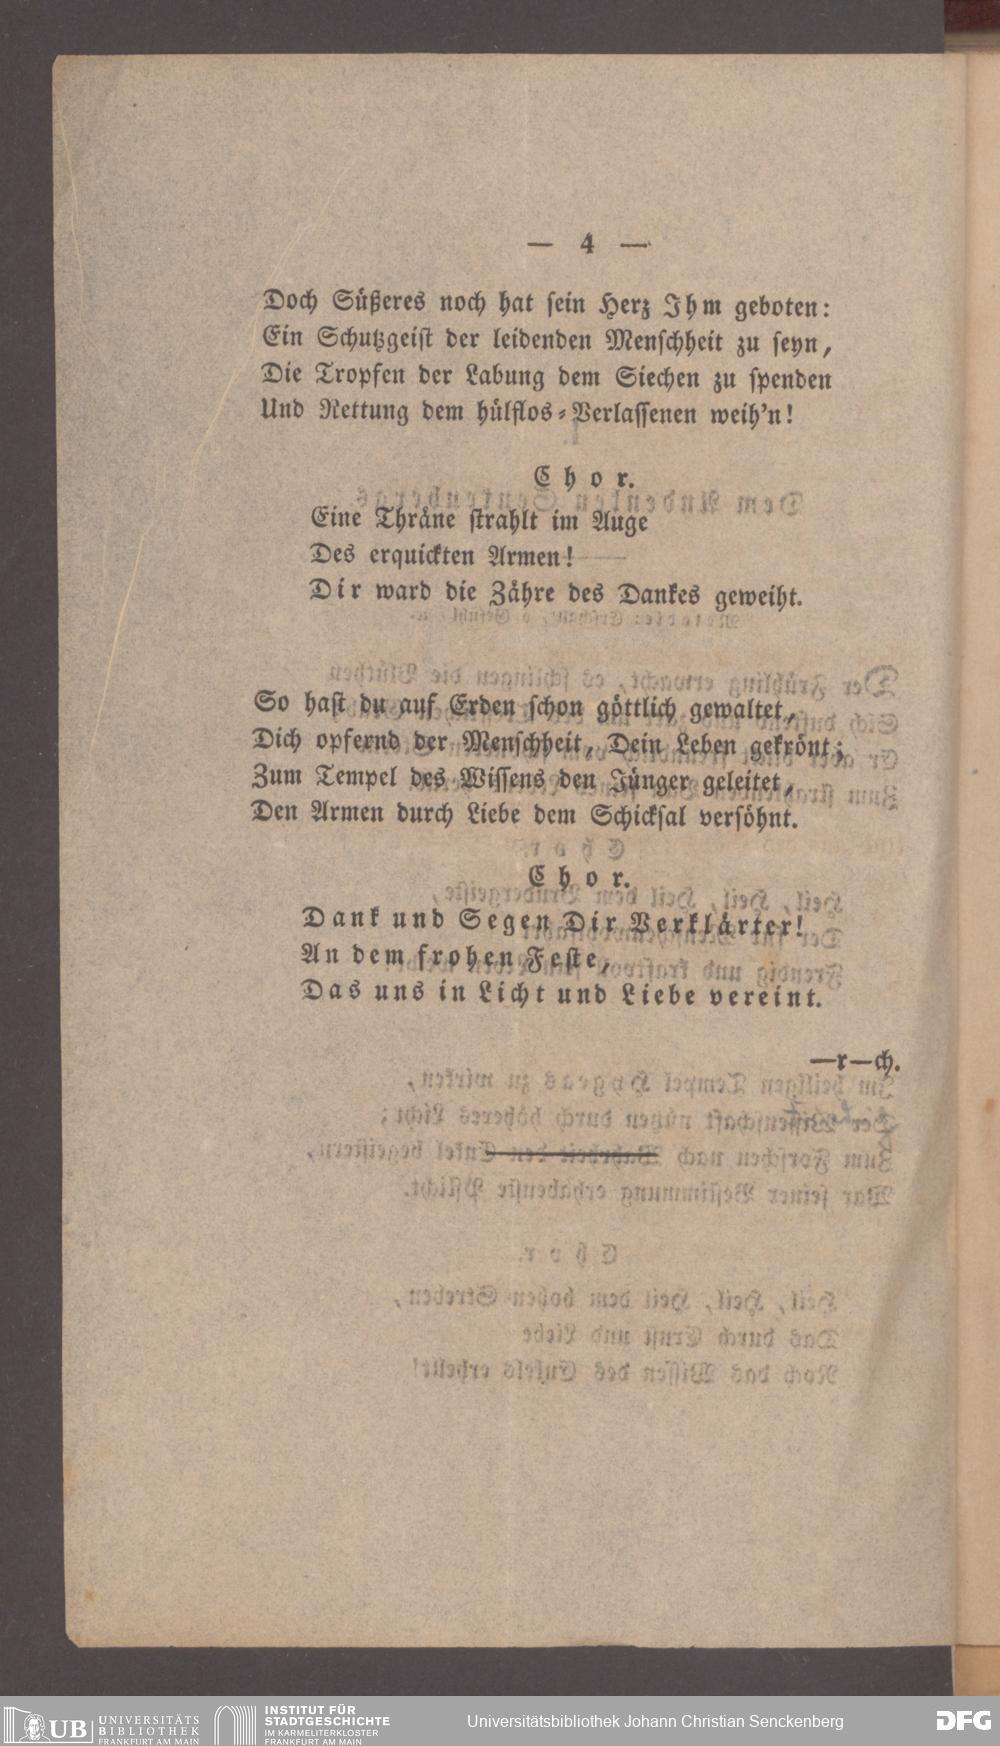 — 4 —
Doch Süßeres noch hat sein Herz Ihm geboten:
Ein Schutzgeist der leidenden Menschheit zu seyn,
Die Tropfen der Labung dem Siechen zu spenden
Und Rettung dem hülflos-Verlassenen weih'n!
Chor.
Eine Thräne strahlt im Auge
Des erquickten Armen!
Dir ward die Zähre des Dankes geweiht.
So hast du auf Erden schon göttlich gewaltet,
Dich opfernd der Menschheit, Dein Leben gekrönt;
Zum Tempel des Wissens den Jünger geleitet,
Den Armen durch Liebe dem Schicksal versöhnt.
Chor.
Dank und Segen Dir Verklärter!
An dem frohen Feste,
Das uns in Licht und Liebe vereint.
—r—ch.
UB UNIVERSITÄTS
BIBLIOTHEK
FRANKFURT AM MAIN
INSTITUT FÜR
STADTGESCHICHTE
IM KARMELITERKLOSTER
FRANKFURT AM MAIN
Universitätsbibliothek Johann Christian Senckenberg
DFG